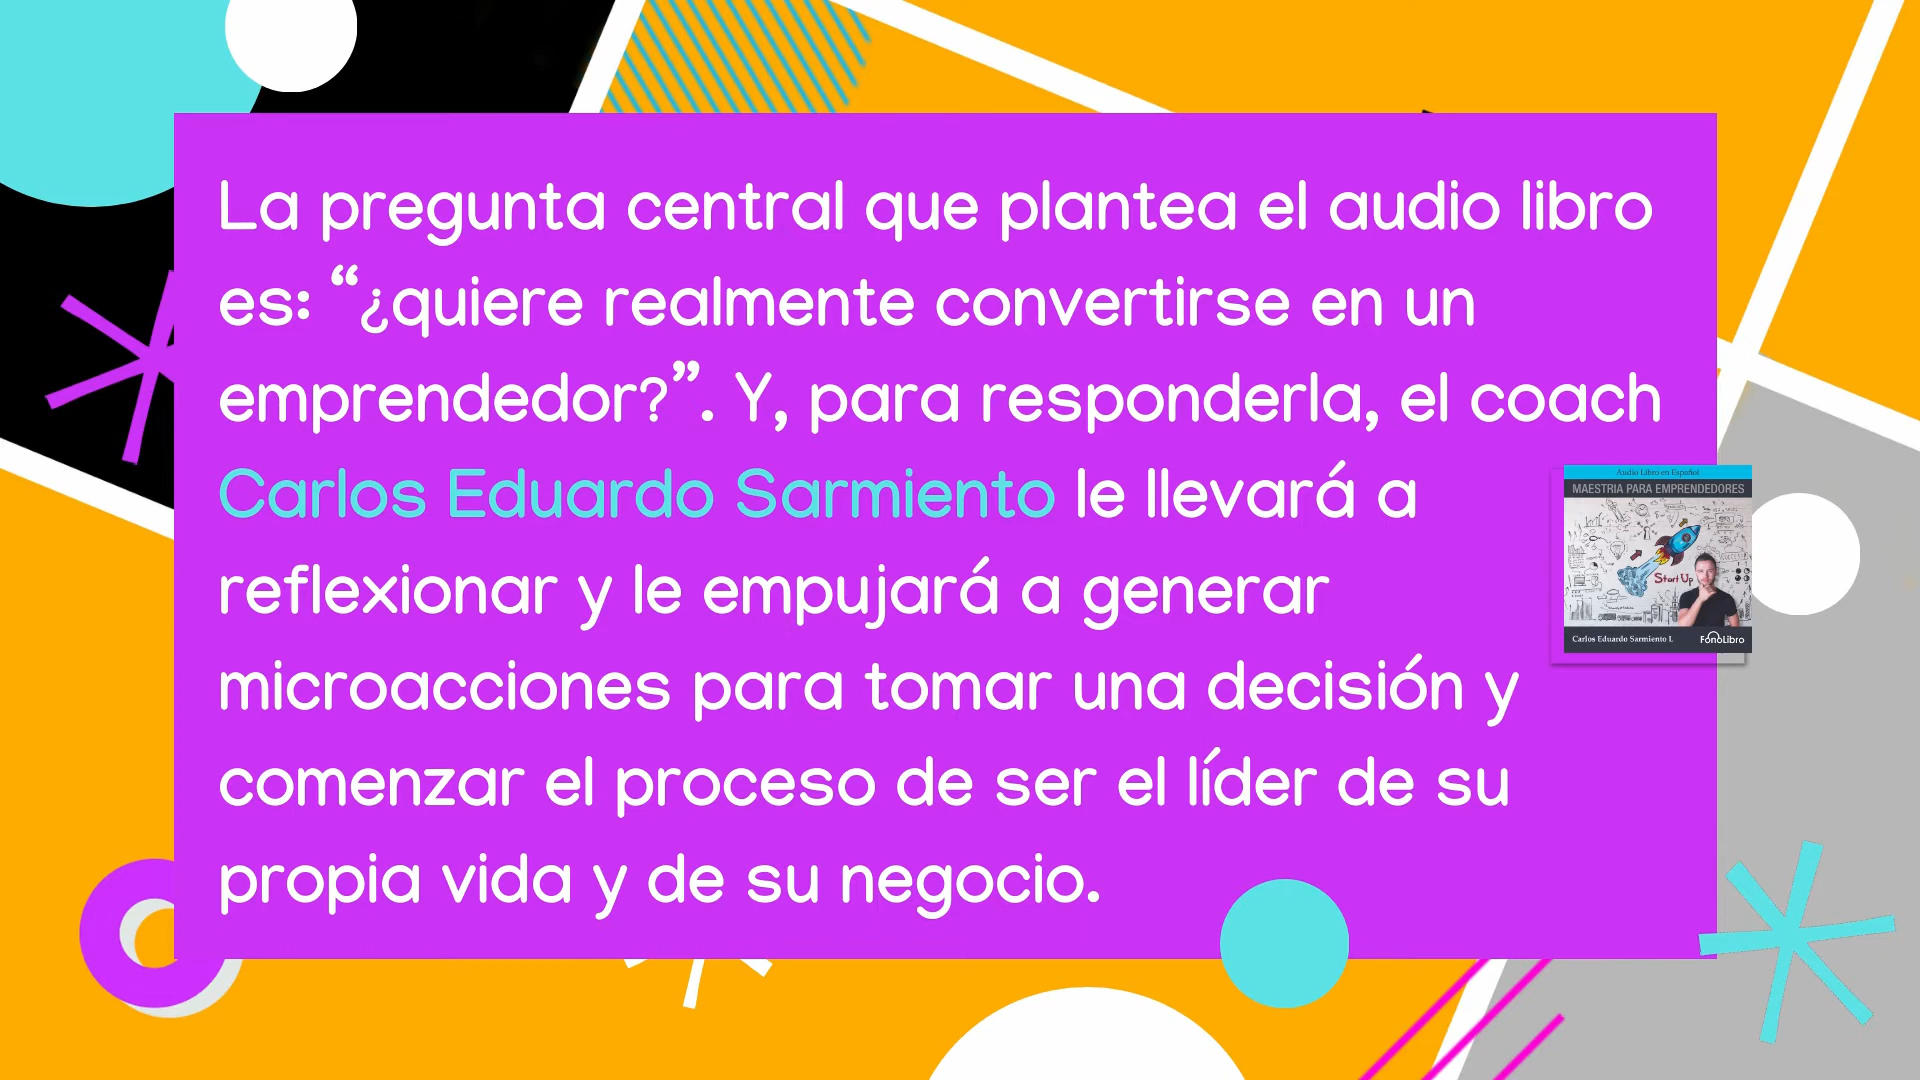 La pregunta central que plantea el audio libro
es: “¿quiere realmente convertirse en un
emprendedor?”. Y, para responderla, el coach
Carlos Eduardo Sarmiento le llevará a
reflexionar y le empujará a generar
microacciones para tomar una decisión y
comenzar el proceso de ser el líder de su
propia vida y de su negocio.
Audio Libro en Español
MAESTRIA PARA EMPRENDEDORES
Start Up
Carlos Eduardo Sarmiento L
FonoLibro